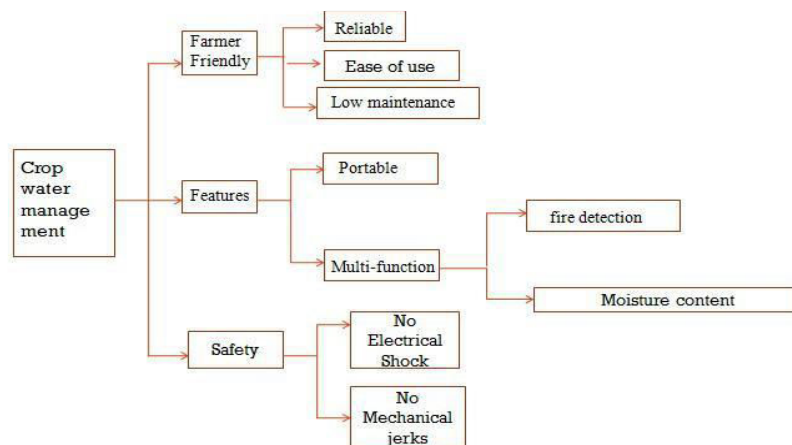 Farmer
Friendly
Reliable
Ease of use
Low maintenance
Crop
water
manage
ment
Features
Portable
Multi-function
fire detection
Moisture content
Safety
No
Electrical
Shock
No
Mechanical
jerks